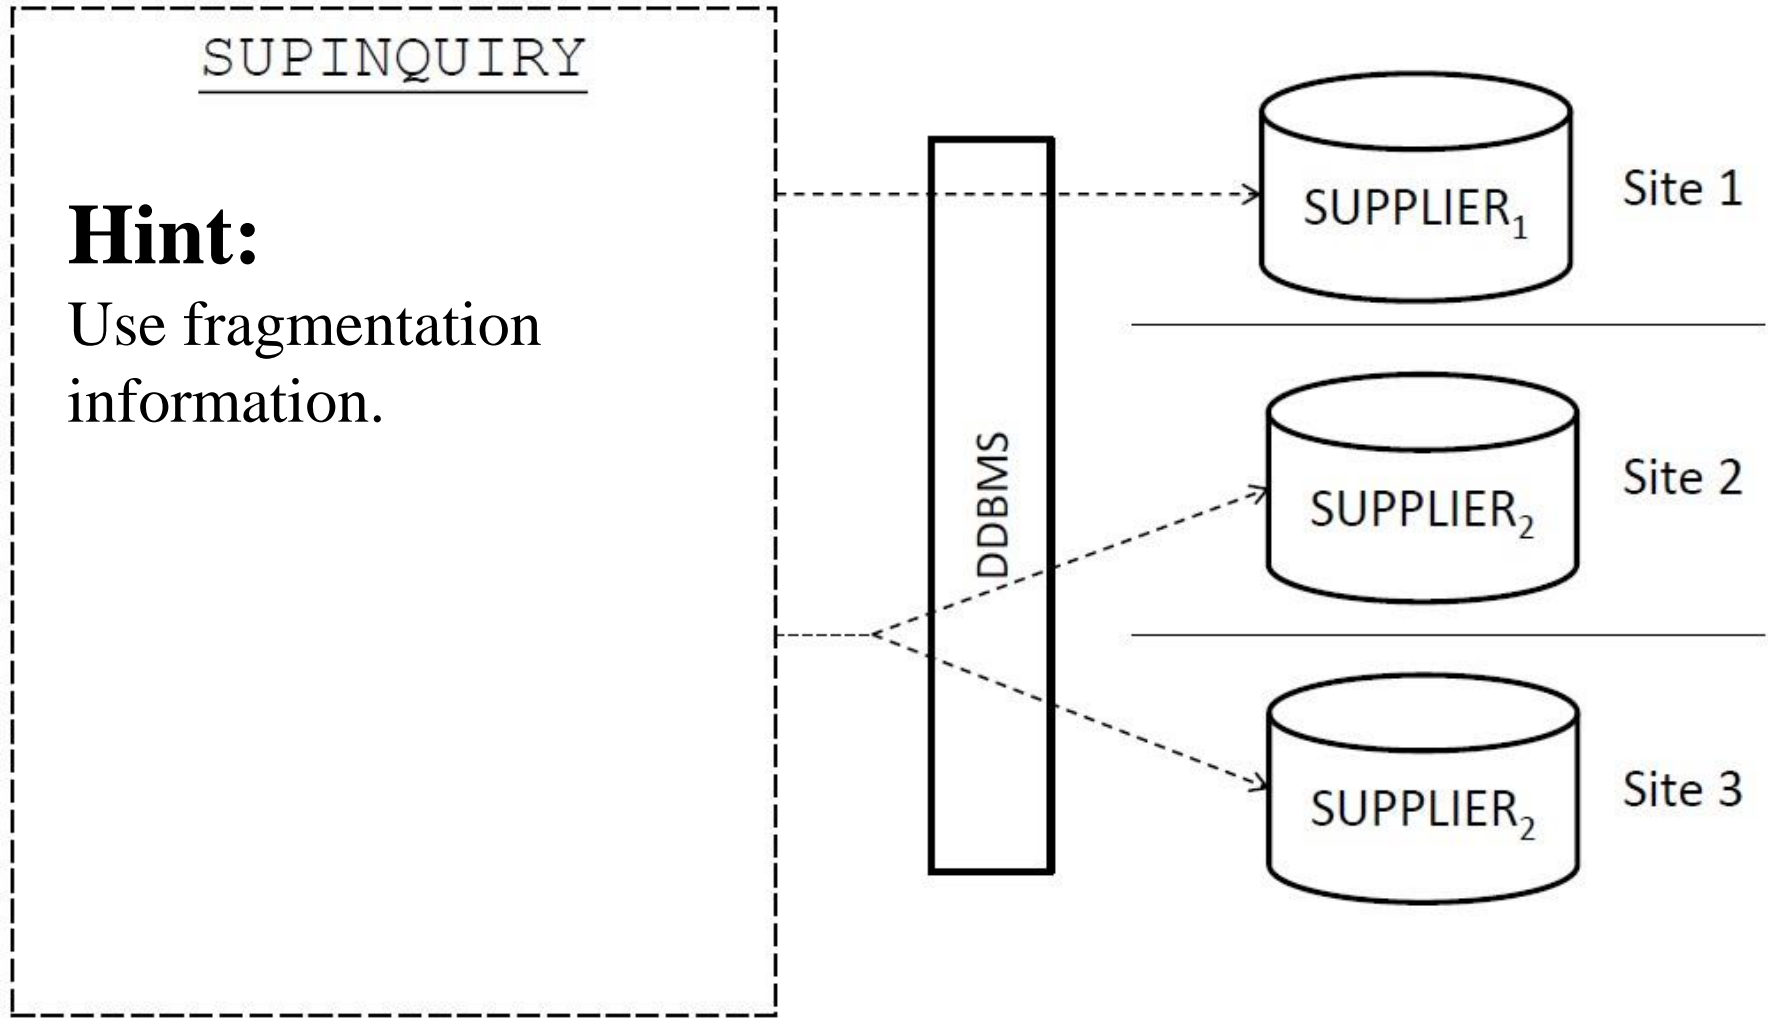 SUPINQUIRY
Hint:
Use fragmentation
information.
DDBMS
SUPPLIER₁
Site 1
SUPPLIER₂
Site 2
SUPPLIER₂
Site 3